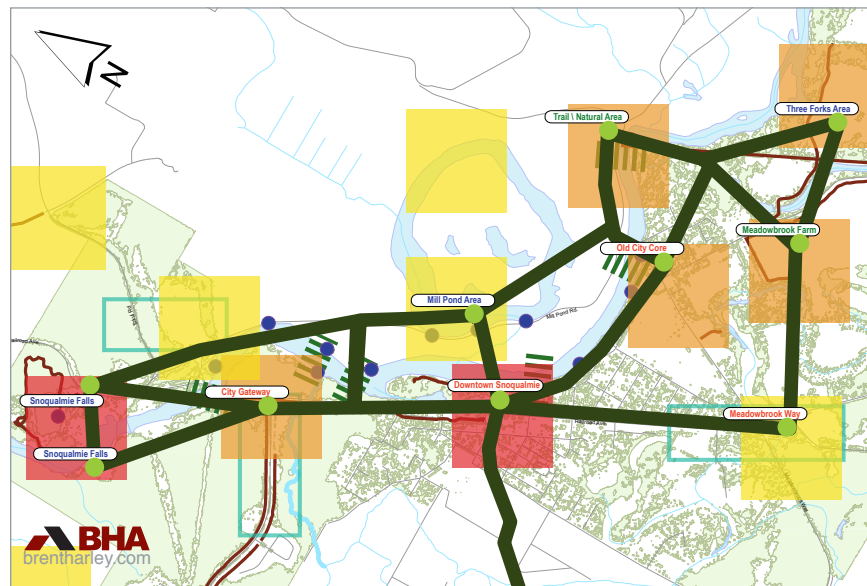 N
Three Forks Area
Trail \ Natural Area
Meadowbrook Farm
Old City Core
Mill Pond Area
Mill Pond Rd.
Snoqualmie Falls
City Gateway
Downtown Snoqualmie
Meadowbrook Way
Snoqualmie Falls
BHA
brentharley.com